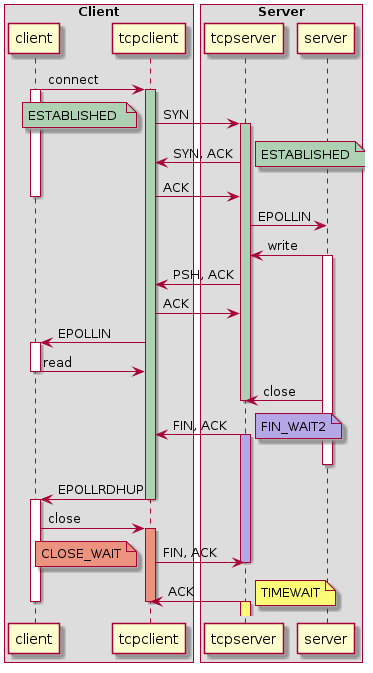 Client
Server
client
tcpclient
tcpserver
server
connect
ESTABLISHED
SYN
SYN, ACK
ESTABLISHED
ACK
EPOLLIN
write
PSH, ACK
ACK
EPOLLIN
read
close
FIN_WAIT2
FIN, ACK
EPOLLRDHUP
close
CLOSE_WAIT
FIN, ACK
TIMEWAIT
ACK
client
tcpclient
tcpserver
server